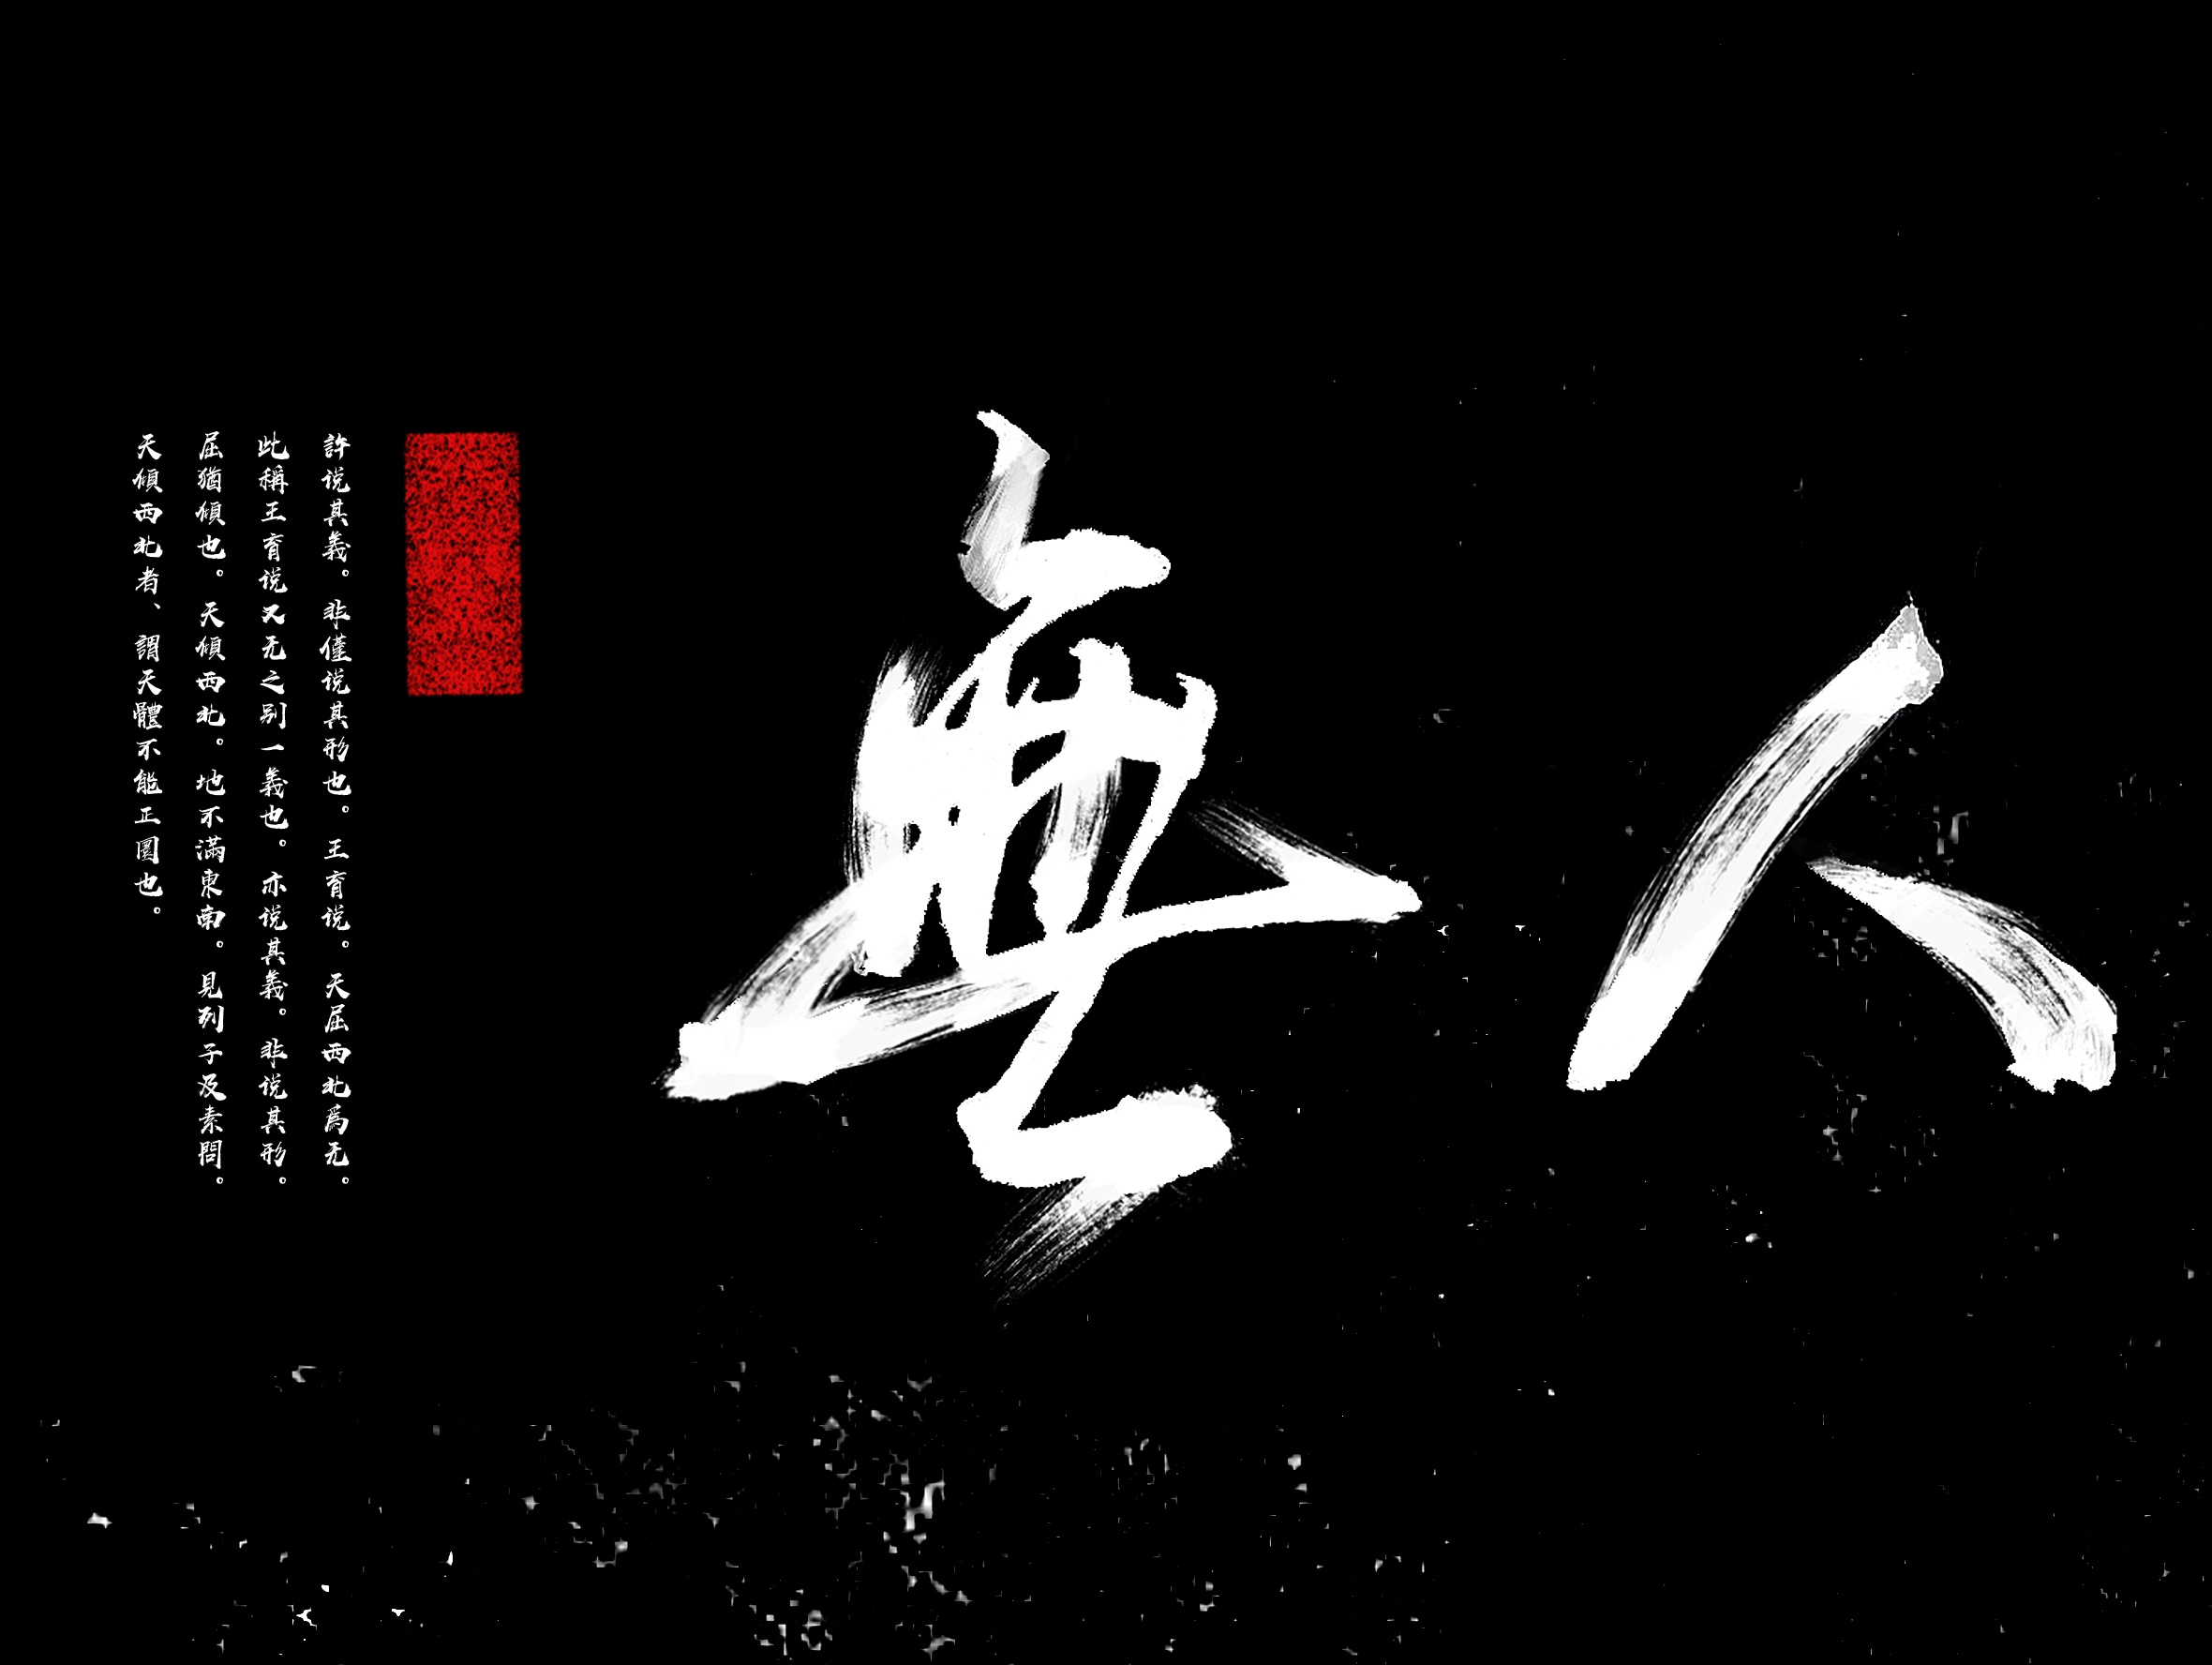 人無
許说其義。非僅说其形也。王育说。天屈西北爲无。
此稱王育说又无之别一義也。亦说其義。非说其形。
屈猶傾也。天傾西北。地不滿東南。見列子及素問。
天傾西北者、謂天體不能正圜也。